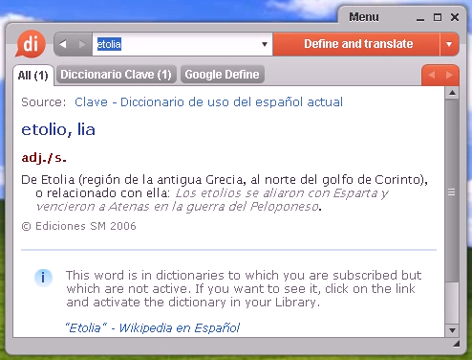 Menu
di
etolia
Define and translate
All (1)
Diccionario Clave (1)
Google Define
Source: Clave - Diccionario de uso del español actual
etolio, lia
adj./s.
De Etolia (región de la antigua Grecia, al norte del golfo de Corinto),
o relacionado con ella: Los etolios se aliaron con Esparta y
vencieron a Atenas en la guerra del Peloponeso.
© Ediciones SM 2006
i
This word is in dictionaries to which you are subscribed but
which are not active. If you want to see it, click on the link
and activate the dictionary in your Library.
"Etolia" - Wikipedia en Español